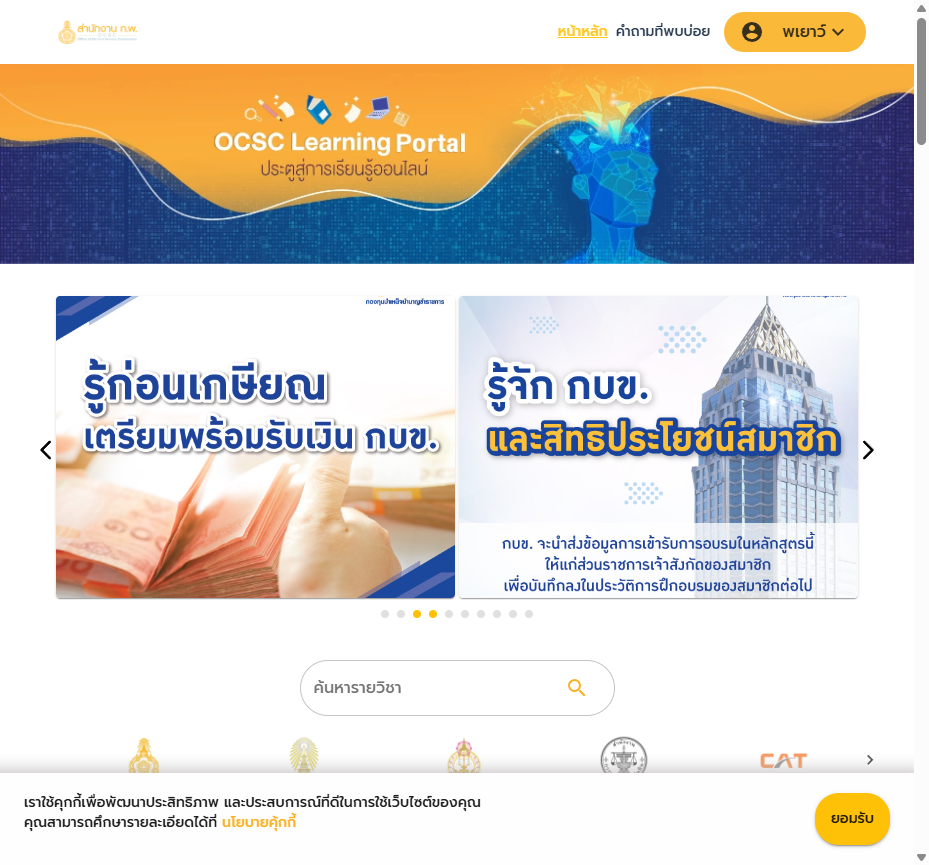 สำนักงาน ก.พ.
หน้าหลัก คำถามที่พบบ่อย พเยาว์
OCSC Learning Portal
ประตูสู่การเรียนรู้ออนไลน์
กองทุนบำเหน็จบำนาญข้าราชการ
รู้ก่อนเกษียณ
เตรียมพร้อมรับเงิน กบข.
รู้จัก กบข.
และสิทธิประโยชน์สมาชิก
กบข. จะนำส่งข้อมูลการเข้ารับการอบรมในหลักสูตรนี้
ให้แก่ส่วนราชการเจ้าสังกัดของสมาชิก
เพื่อบันทึกลงในประวัติการฝึกอบรมของสมาชิกต่อไป
ค้นหารายวิชา
CAT
เราใช้คุกกี้เพื่อพัฒนาประสิทธิภาพ และประสบการณ์ที่ดีในการใช้เว็บไซต์ของคุณ
คุณสามารถศึกษารายละเอียดได้ที่ นโยบายคุ้กกี้
ยอมรับ